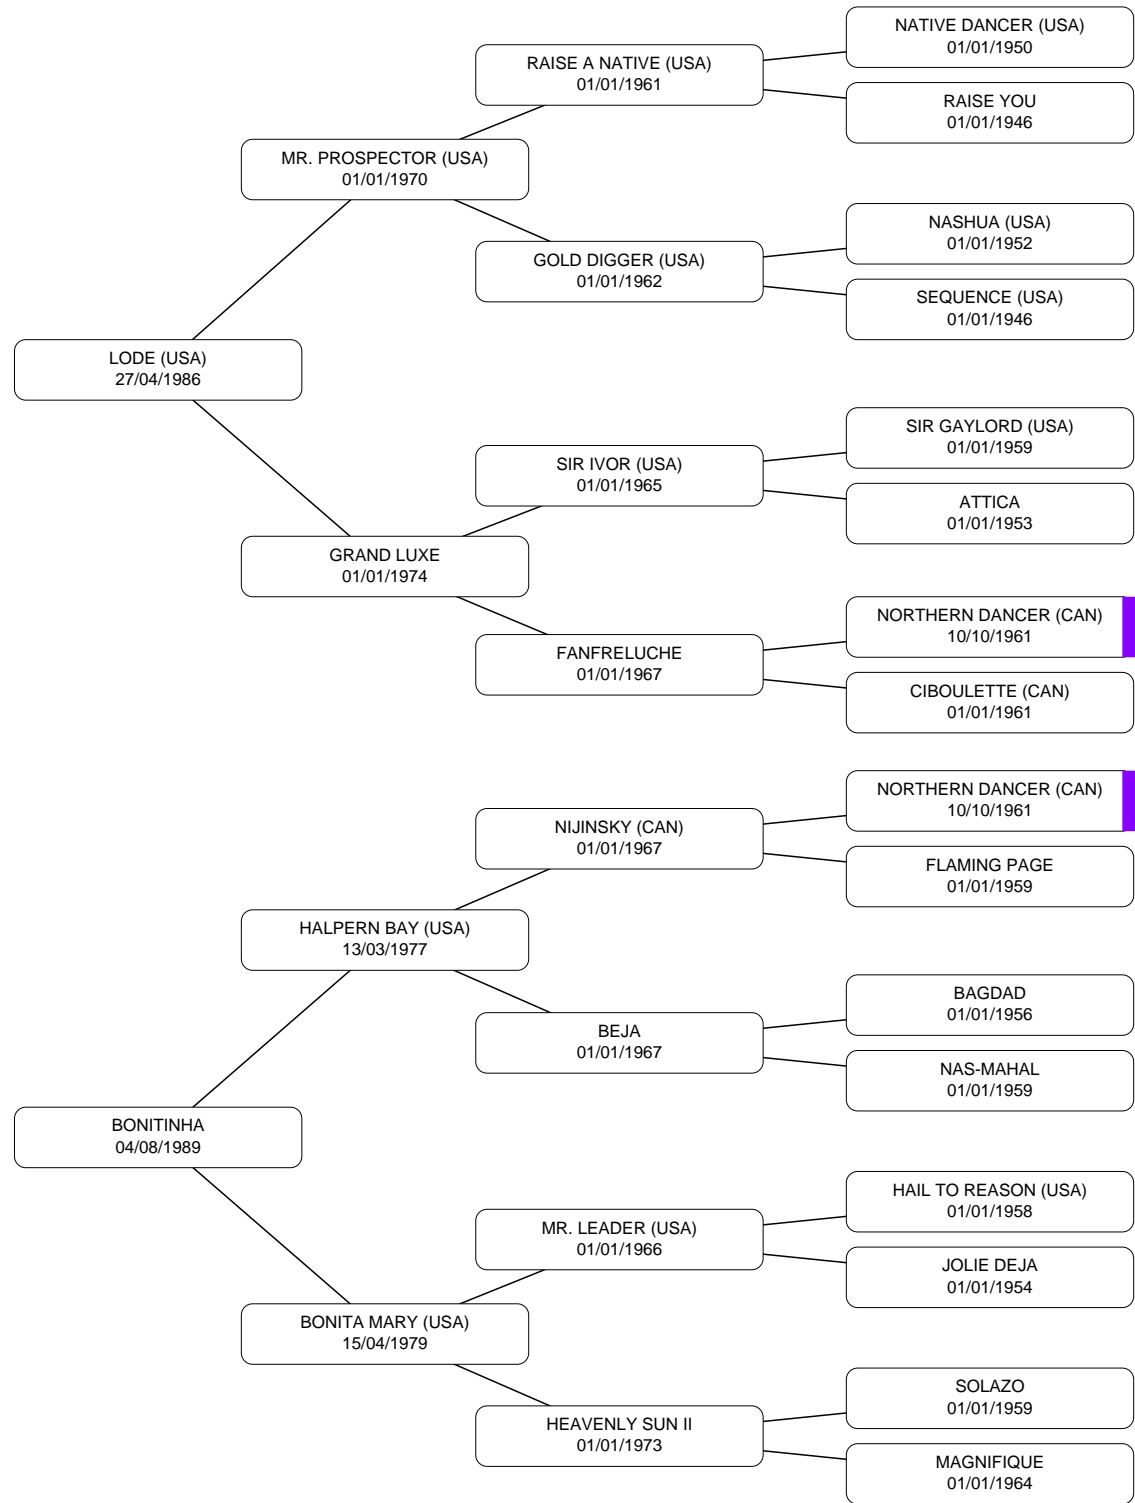 NATIVE DANCER (USA)
01/01/1950
RAISE A NATIVE (USA)
01/01/1961
RAISE YOU
01/01/1946
MR. PROSPECTOR (USA)
01/01/1970
NASHUA (USA)
01/01/1952
GOLD DIGGER (USA)
01/01/1962
SEQUENCE (USA)
01/01/1946
LODE (USA)
27/04/1986
SIR GAYLORD (USA)
01/01/1959
SIR IVOR (USA)
01/01/1965
ATTICA
01/01/1953
GRAND LUXE
01/01/1974
NORTHERN DANCER (CAN)
10/10/1961
FANFRELUCHE
01/01/1967
CIBOULETTE (CAN)
01/01/1961
NORTHERN DANCER (CAN)
10/10/1961
NIJINSKY (CAN)
01/01/1967
FLAMING PAGE
01/01/1959
HALPERN BAY (USA)
13/03/1977
BAGDAD
01/01/1956
BEJA
01/01/1967
NAS-MAHAL
01/01/1959
BONITINHA
04/08/1989
HAIL TO REASON (USA)
01/01/1958
MR. LEADER (USA)
01/01/1966
JOLIE DEJA
01/01/1954
BONITA MARY (USA)
15/04/1979
SOLAZO
01/01/1959
HEAVENLY SUN II
01/01/1973
MAGNIFIQUE
01/01/1964